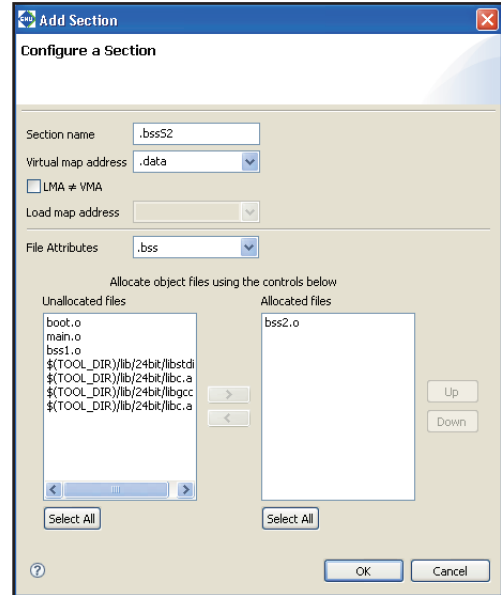 Add Section
Configure a Section
Section name .bss52
Virtual map address .data
LMA ≠ VMA
Load map address
File Attributes .bss
Allocate object files using the controls below
Unallocated files Allocated files
boot.o bss2.o
main.o
bss1.o
$(TOOL_DIR)/lib/24bit/libstdi
$(TOOL_DIR)/lib/24bit/libc.a
$(TOOL_DIR)/lib/24bit/libgcc
$(TOOL_DIR)/lib/24bit/libc.a
> Up
< Down
Select All Select All
? OK Cancel